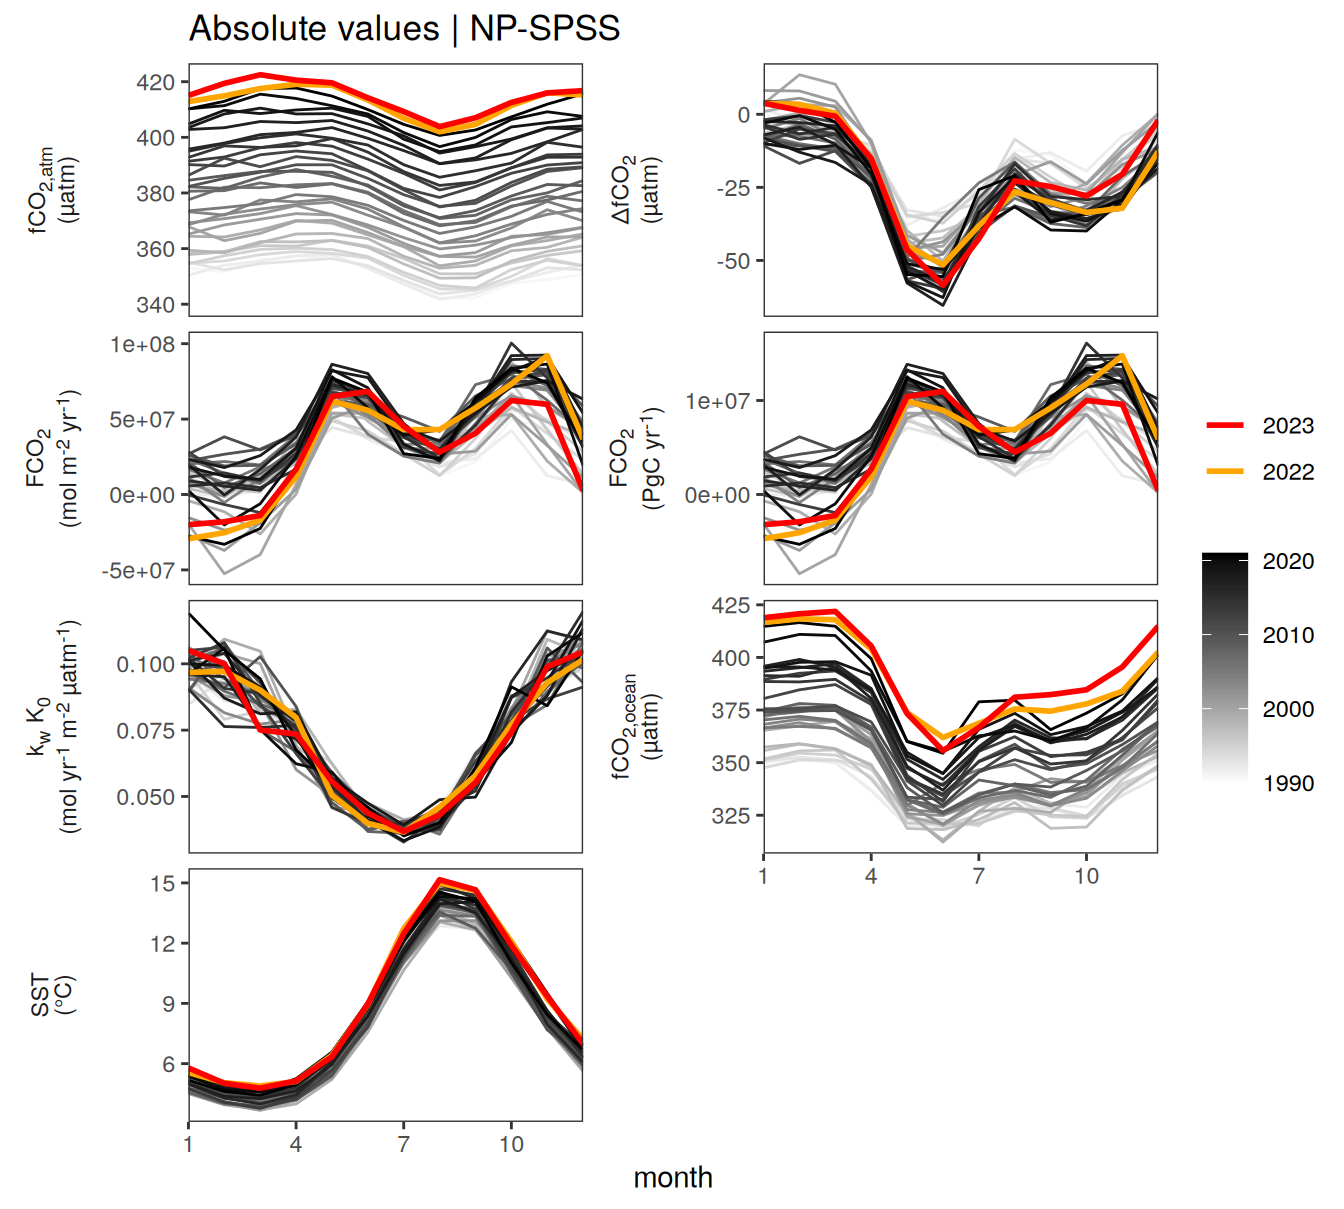 Absolute values | NP-SPSS
fCO2,atm
(µatm)
420
400
380
360
340
ΔfCO2
(µatm)
0
-25
-50
FCO2
(mol m-2 yr-1)
1e+08
5e+07
0e+00
-5e+07
FCO2
(PgC yr-1)
1e+07
0e+00
kw K0
(mol yr-1 m-2 µatm-1)
0.100
0.075
0.050
fCO2,ocean
(µatm)
425
400
375
350
325
1 4 7 10
SST
(°C)
15
12
9
6
1 4 7 10
month
2023
2022
2020
2010
2000
1990